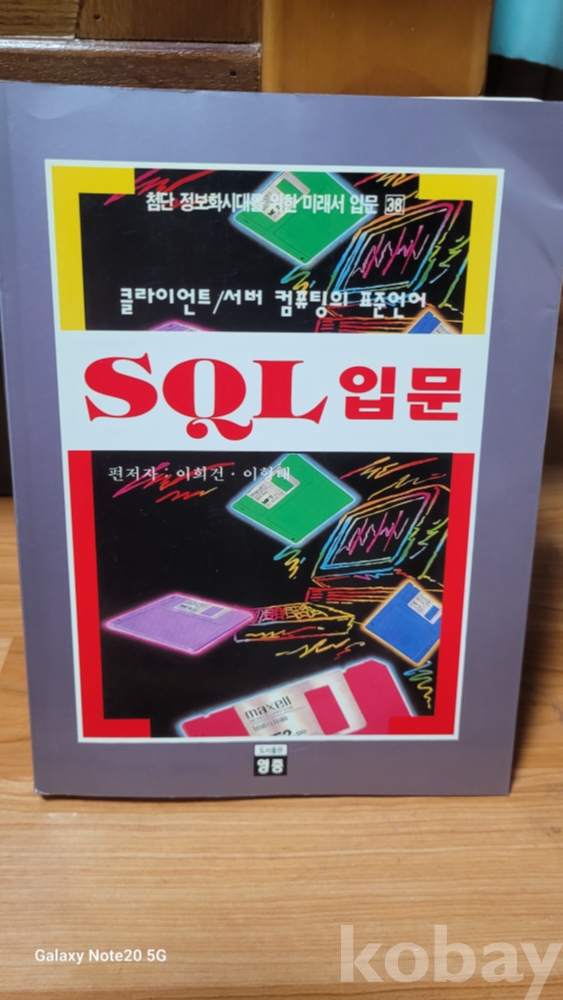 첨단 정보화시대를 위한 미래서 입문 38
클라이언트/서버 컴퓨팅의 표준언어
SQL 입문
편저자 : 이희건 · 이형배
maxell
도서출판
영종
Galaxy Note20 5G
kobay